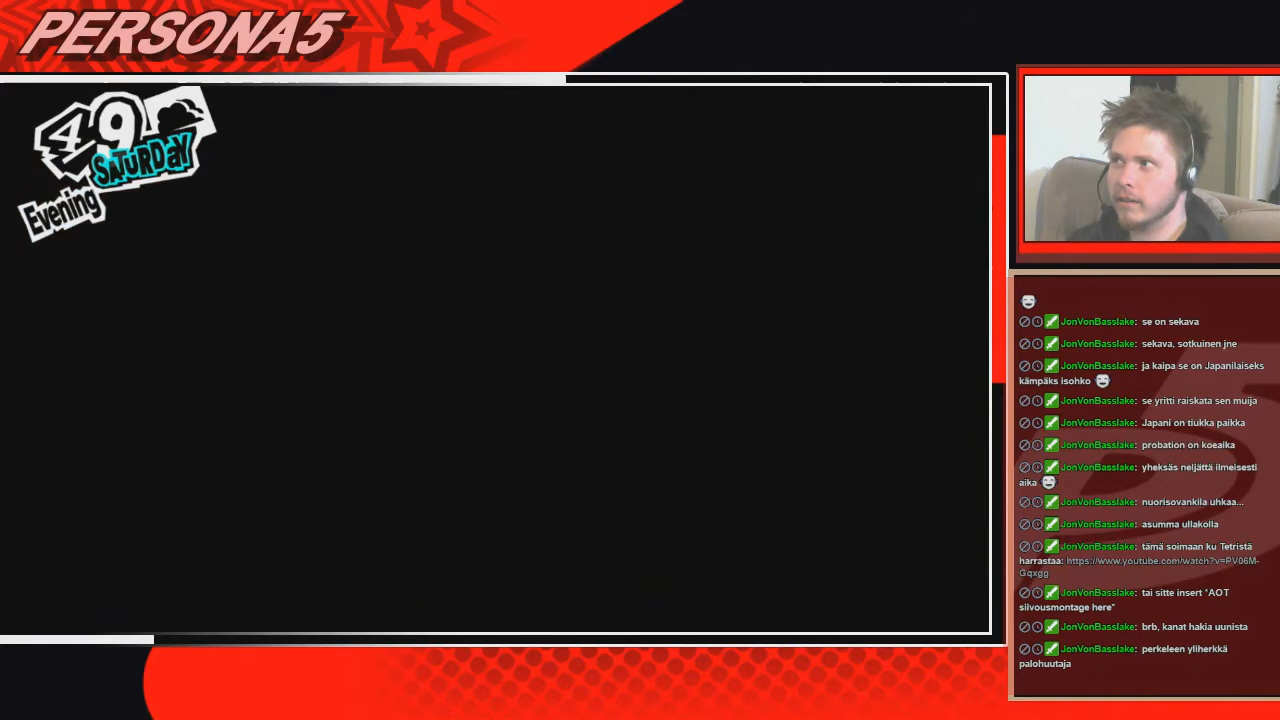 PERSONA5
4 9
SATURDAY
Evening
JonVonBasslake: se on sekava
JonVonBasslake: sekava, sotkuinen jne
JonVonBasslake: ja kaipa se on Japanilaiseks
kämpäks isohko
JonVonBasslake: se yritti raiskata sen muija
JonVonBasslake: Japani on tiukka paikka
JonVonBasslake: probation on koeaika
JonVonBasslake: yheksäs neljättä ilmeisesti
aika
JonVonBasslake: nuorisovankila uhkaa...
JonVonBasslake: asumma ullakolla
JonVonBasslake: tämä soimaan ku Tetristä
harrastaa: https://www.youtube.com/watch?v=PV06M-
Gqxgg
JonVonBasslake: tai sitte insert "AOT
siivousmontage here"
JonVonBasslake: brb, kanat hakia uunista
JonVonBasslake: perkeleen yliherkkä
palohuutaja